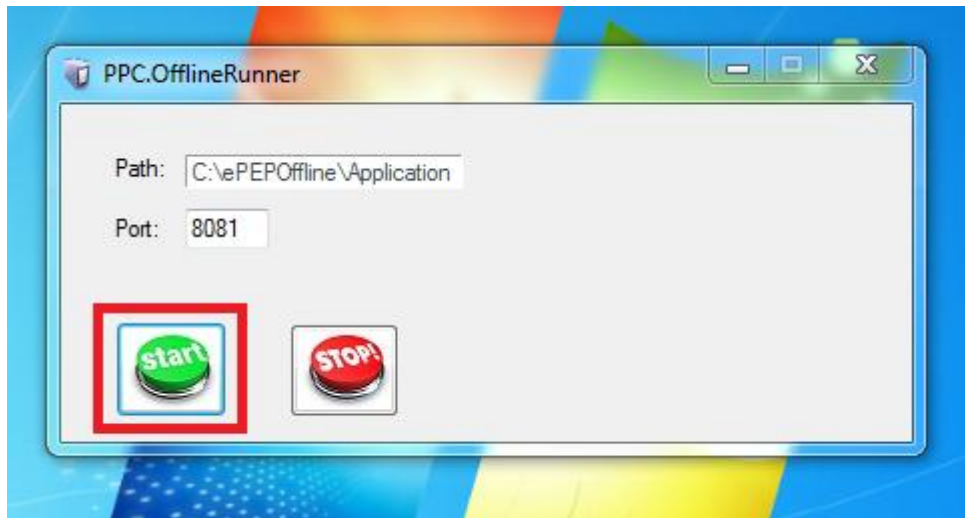 PPC.OfflineRunner
Path: C:\ePEPOffline\Application
Port: 8081
start STOP!